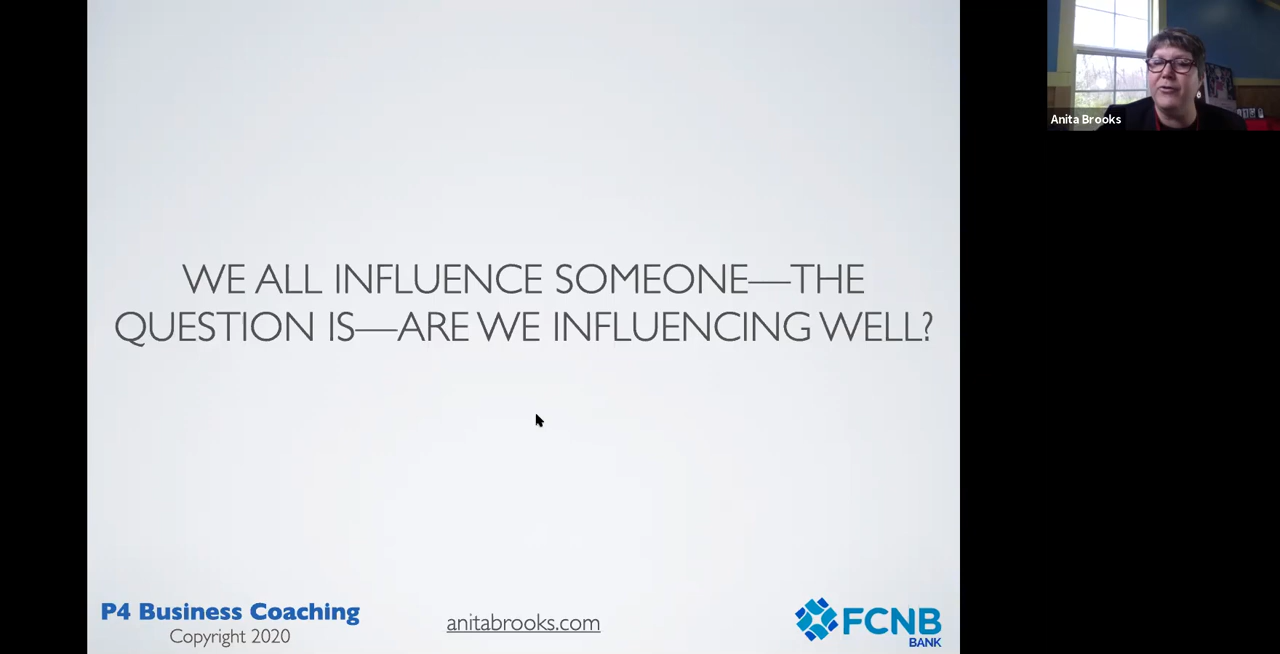 Anita Brooks
WE ALL INFLUENCE SOMEONE—THE
QUESTION IS—ARE WE INFLUENCING WELL?
P4 Business Coaching
Copyright 2020
anitabrooks.com
FCNB
BANK